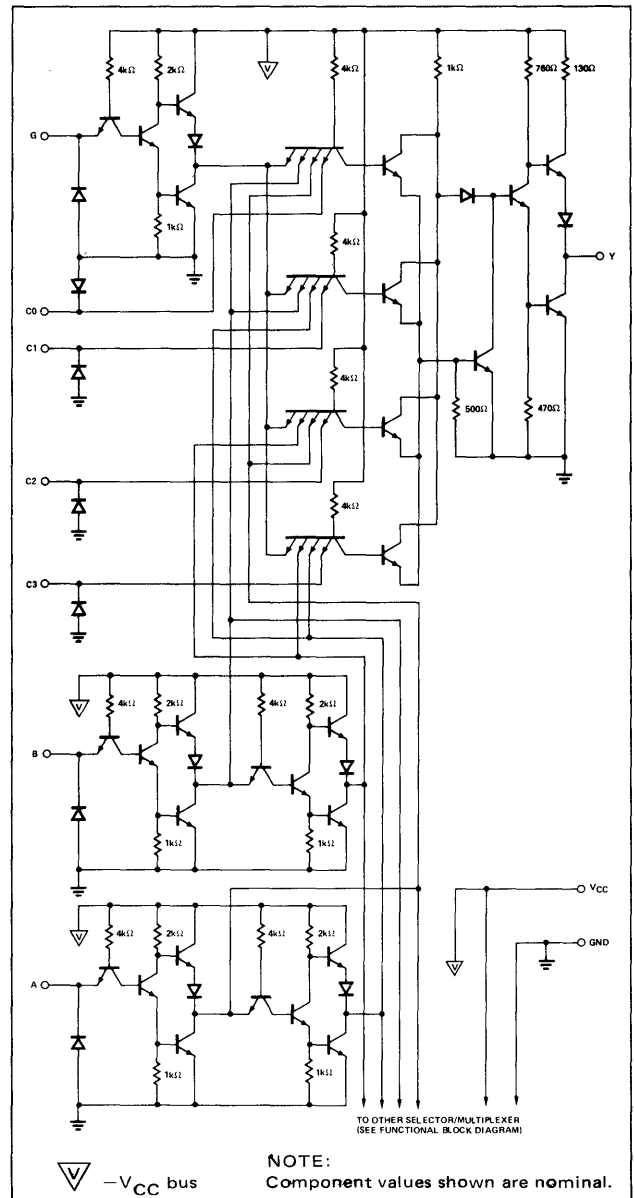 4kΩ 2kΩ V 4kΩ 1kΩ 760Ω 130Ω
G
1kΩ
4kΩ
Y
C0
C1
4kΩ
500Ω 470Ω
C2
4kΩ
C3
V 4kΩ 2kΩ 4kΩ 2kΩ
B
1kΩ 1kΩ
VCC
V 4kΩ 2kΩ 4kΩ 2kΩ
V GND
A
1kΩ 1kΩ
TO OTHER SELECTOR/MULTIPLEXER
(SEE FUNCTIONAL BLOCK DIAGRAM)
V –VCC bus
NOTE:
Component values shown are nominal.